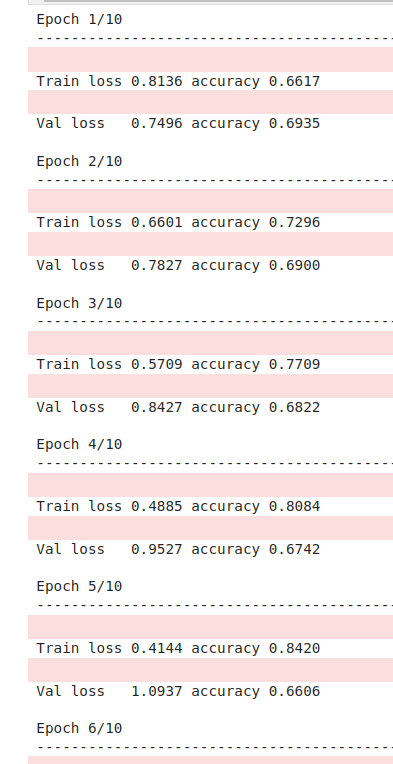 Epoch 1/10
------------------------------------------
Train loss 0.8136 accuracy 0.6617
Val loss   0.7496 accuracy 0.6935
Epoch 2/10
------------------------------------------
Train loss 0.6601 accuracy 0.7296
Val loss   0.7827 accuracy 0.6900
Epoch 3/10
------------------------------------------
Train loss 0.5709 accuracy 0.7709
Val loss   0.8427 accuracy 0.6822
Epoch 4/10
------------------------------------------
Train loss 0.4885 accuracy 0.8084
Val loss   0.9527 accuracy 0.6742
Epoch 5/10
------------------------------------------
Train loss 0.4144 accuracy 0.8420
Val loss   1.0937 accuracy 0.6606
Epoch 6/10
------------------------------------------